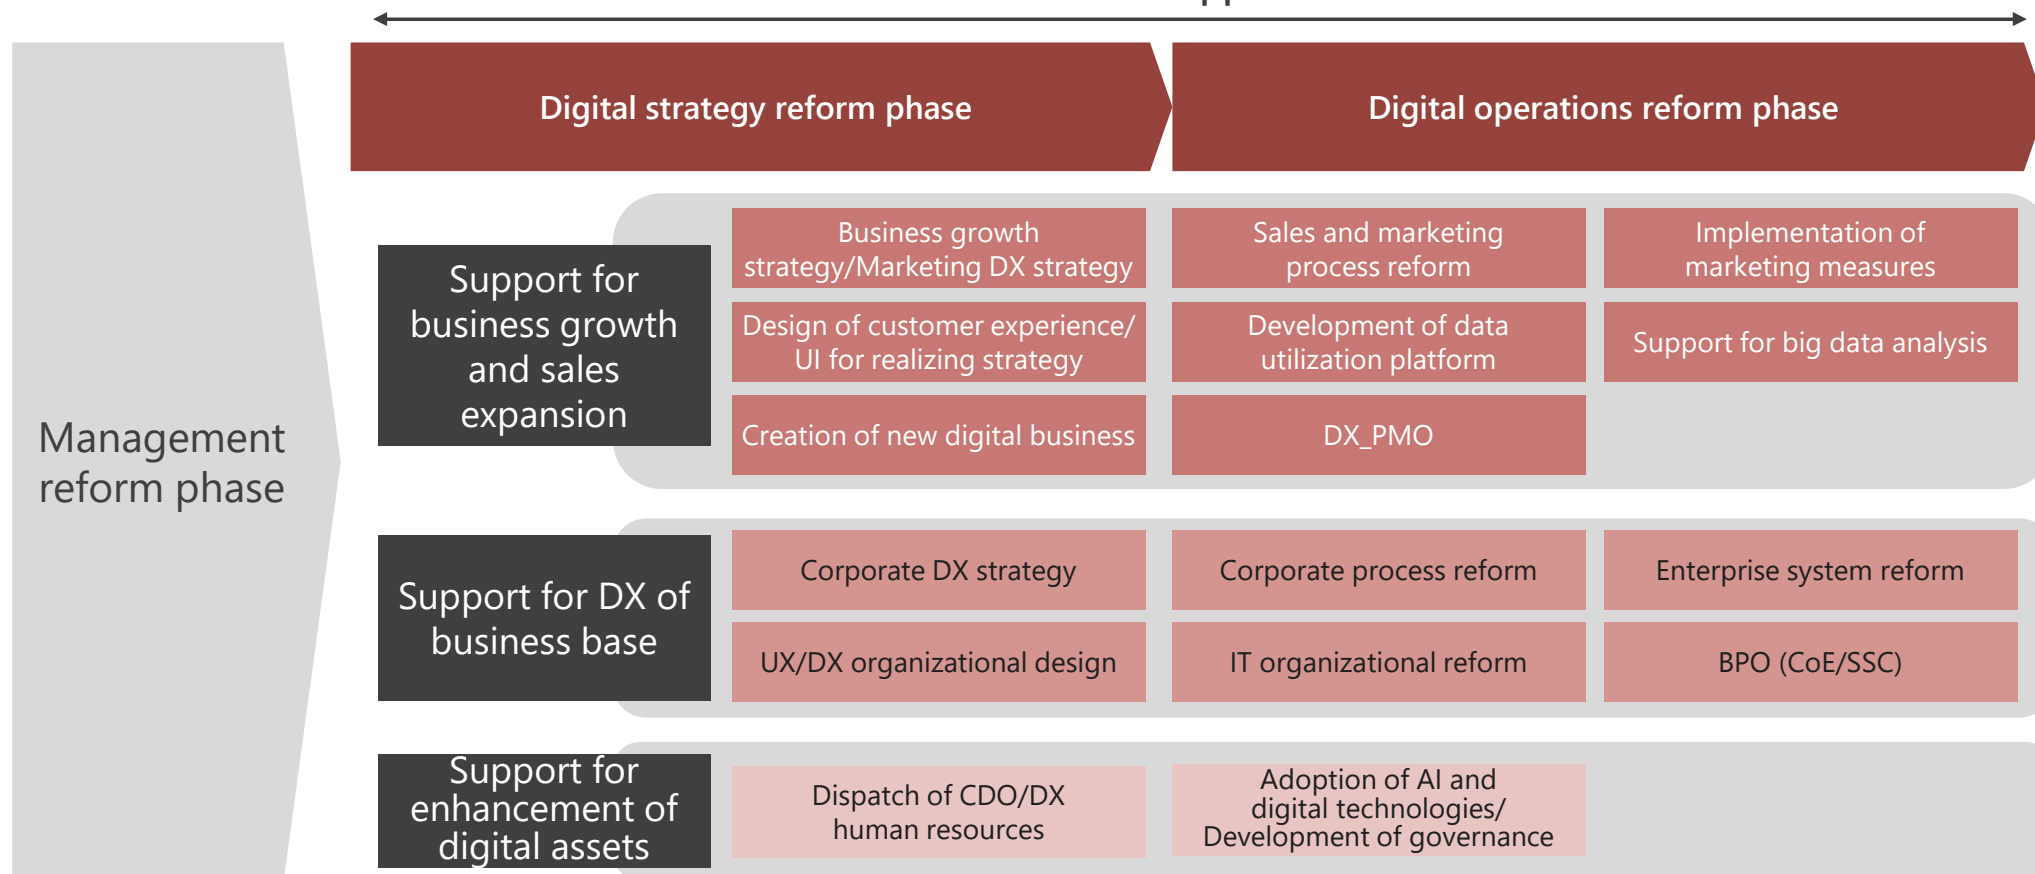 Digital strategy reform phase
Digital operations reform phase
Management
reform phase
Support for
business growth
and sales
expansion
Business growth
strategy/Marketing DX strategy
Sales and marketing
process reform
Implementation of
marketing measures
Design of customer experience/
UI for realizing strategy
Development of data
utilization platform
Support for big data analysis
Creation of new digital business
DX_PMO
Support for DX of
business base
Corporate DX strategy
Corporate process reform
Enterprise system reform
UX/DX organizational design
IT organizational reform
BPO (CoE/SSC)
Support for
enhancement of
digital assets
Dispatch of CDO/DX
human resources
Adoption of AI and
digital technologies/
Development of governance